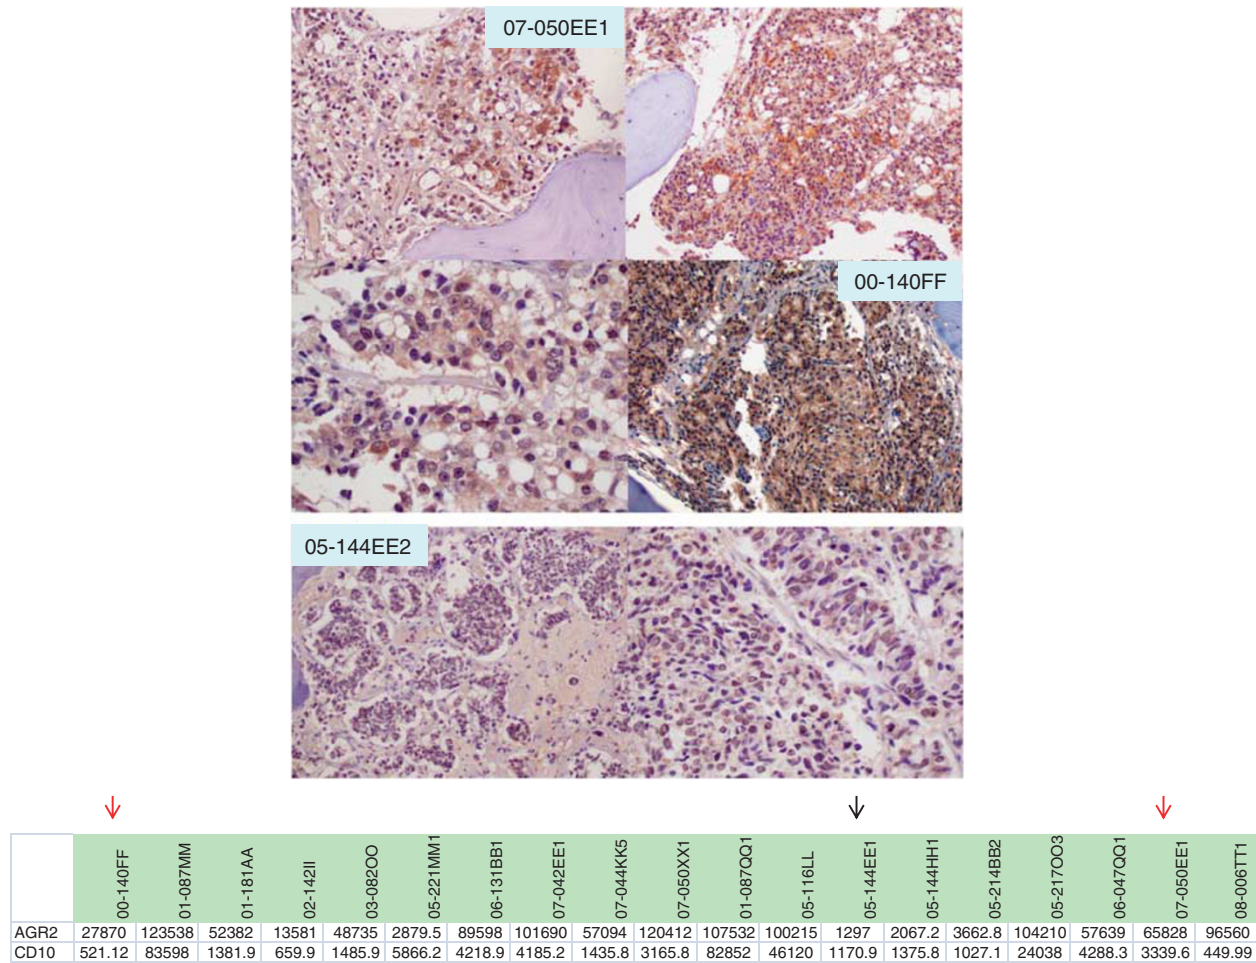 07-050EE1
00-140FF
05-144EE2
00-140FF 01-087MM 01-181AA 02-142II 03-082OO 05-221MM1 06-131BB1 07-042EE1 07-044KK5 07-050XX1 01-087QQ1 05-116LL 05-144EE1 05-144HH1 05-214BB2 05-217OO3 06-047QQ1 07-050EE1 08-006TT1
AGR2 27870 123538 52382 13581 48735 2879.5 89598 101690 57094 120412 107532 100215 1297 2067.2 3662.8 104210 57639 65828 96560
CD10 521.12 83598 1381.9 659.9 1485.9 5866.2 4218.9 4185.2 1435.8 3165.8 82852 46120 1170.9 1375.8 1027.1 24038 4288.3 3339.6 449.99